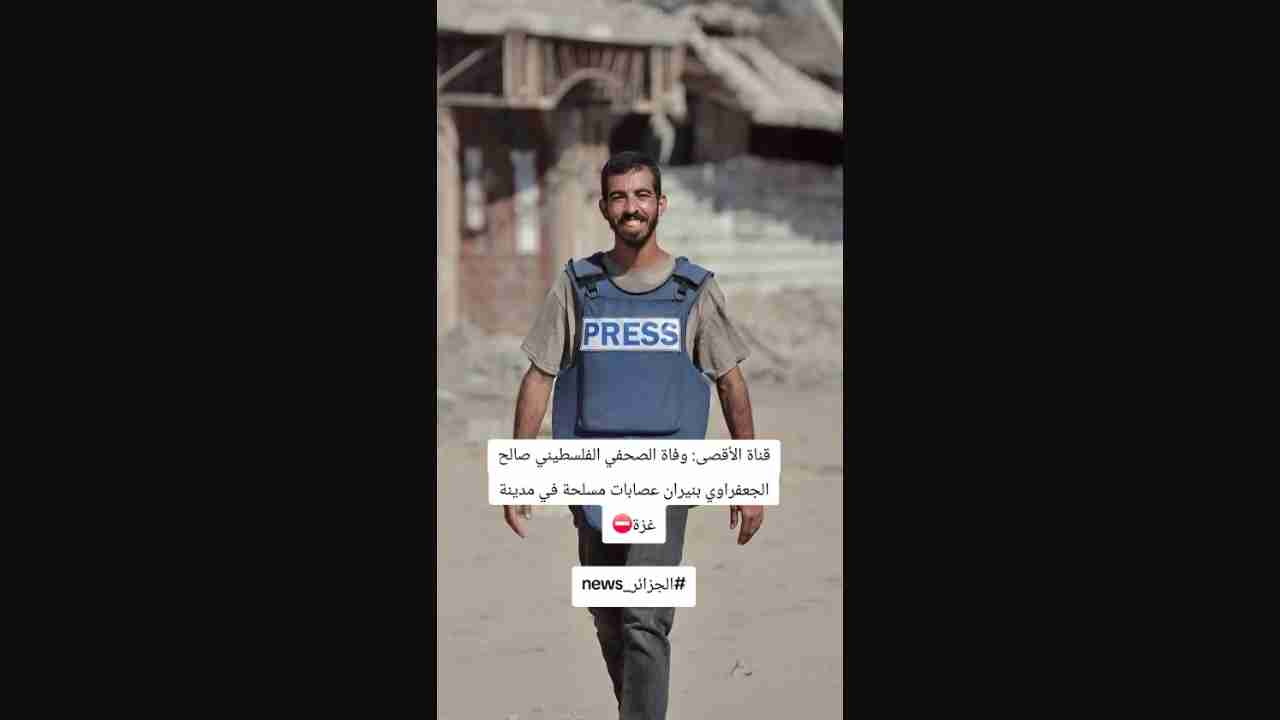 PRESS
قناة الأقصى: وفاة الصحفي الفلسطيني صالح
الجعفراوي بنيران عصابات مسلحة في مدينة
غزة⛔
#الجزائر_news